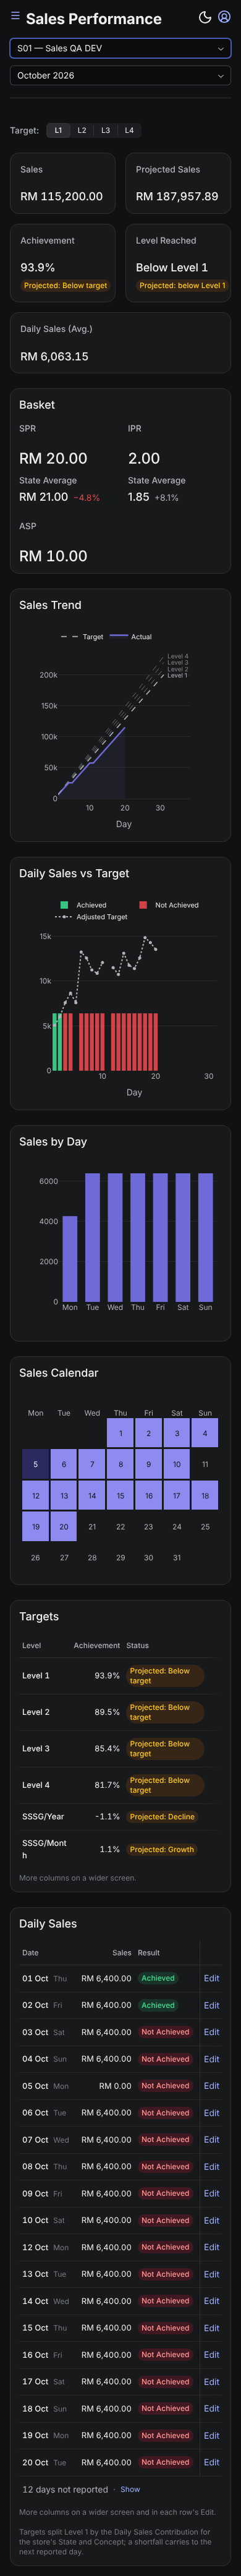 Sales Performance
S01 — Sales QA DEV
October 2026
Target: L1 L2 L3 L4
Sales
RM 115,200.00
Projected Sales
RM 187,957.89
Achievement
93.9%
Projected: Below target
Level Reached
Below Level 1
Projected: below Level 1
Daily Sales (Avg.)
RM 6,063.15
Basket
SPR
RM 20.00
State Average
RM 21.00 −4.8%
IPR
2.00
State Average
1.85 +8.1%
ASP
RM 10.00
Sales Trend
Target Actual
Level 4
Level 3
Level 2
Level 1
200k
150k
100k
50k
0
10 20 30
Day
Daily Sales vs Target
Achieved Not Achieved
Adjusted Target
15k
10k
5k
0
10 20 30
Day
Sales by Day
6000
4000
2000
0
Mon Tue Wed Thu Fri Sat Sun
Sales Calendar
Mon Tue Wed Thu Fri Sat Sun
1 2 3 4
5 6 7 8 9 10 11
12 13 14 15 16 17 18
19 20 21 22 23 24 25
26 27 28 29 30 31
Targets
Level Achievement Status
Level 1 93.9% Projected: Below
target
Level 2 89.5% Projected: Below
target
Level 3 85.4% Projected: Below
target
Level 4 81.7% Projected: Below
target
SSSG/Year -1.1% Projected: Decline
SSSG/Mont
h
1.1% Projected: Growth
More columns on a wider screen.
Daily Sales
Date Sales Result
01 Oct Thu RM 6,400.00 Achieved Edit
02 Oct Fri RM 6,400.00 Achieved Edit
03 Oct Sat RM 6,400.00 Not Achieved Edit
04 Oct Sun RM 6,400.00 Not Achieved Edit
05 Oct Mon RM 0.00 Not Achieved Edit
06 Oct Tue RM 6,400.00 Not Achieved Edit
07 Oct Wed RM 6,400.00 Not Achieved Edit
08 Oct Thu RM 6,400.00 Not Achieved Edit
09 Oct Fri RM 6,400.00 Not Achieved Edit
10 Oct Sat RM 6,400.00 Not Achieved Edit
12 Oct Mon RM 6,400.00 Not Achieved Edit
13 Oct Tue RM 6,400.00 Not Achieved Edit
14 Oct Wed RM 6,400.00 Not Achieved Edit
15 Oct Thu RM 6,400.00 Not Achieved Edit
16 Oct Fri RM 6,400.00 Not Achieved Edit
17 Oct Sat RM 6,400.00 Not Achieved Edit
18 Oct Sun RM 6,400.00 Not Achieved Edit
19 Oct Mon RM 6,400.00 Not Achieved Edit
20 Oct Tue RM 6,400.00 Not Achieved Edit
12 days not reported · Show
More columns on a wider screen and in each row's Edit.
Targets split Level 1 by the Daily Sales Contribution for
the store's State and Concept; a shortfall carries to the
next reported day.